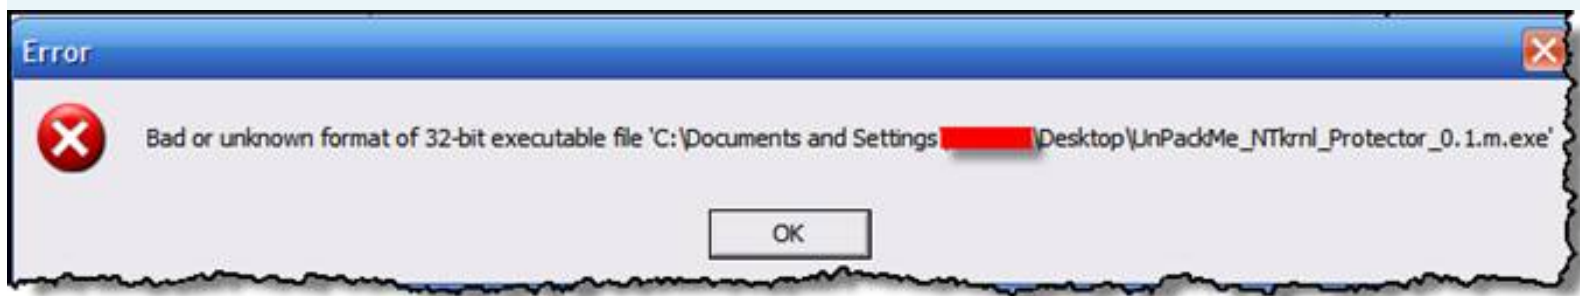 Error
Bad or unknown format of 32-bit executable file 'C:\Documents and Settings \Desktop\UnPackMe_NTkrnl_Protector_0.1.m.exe'
OK